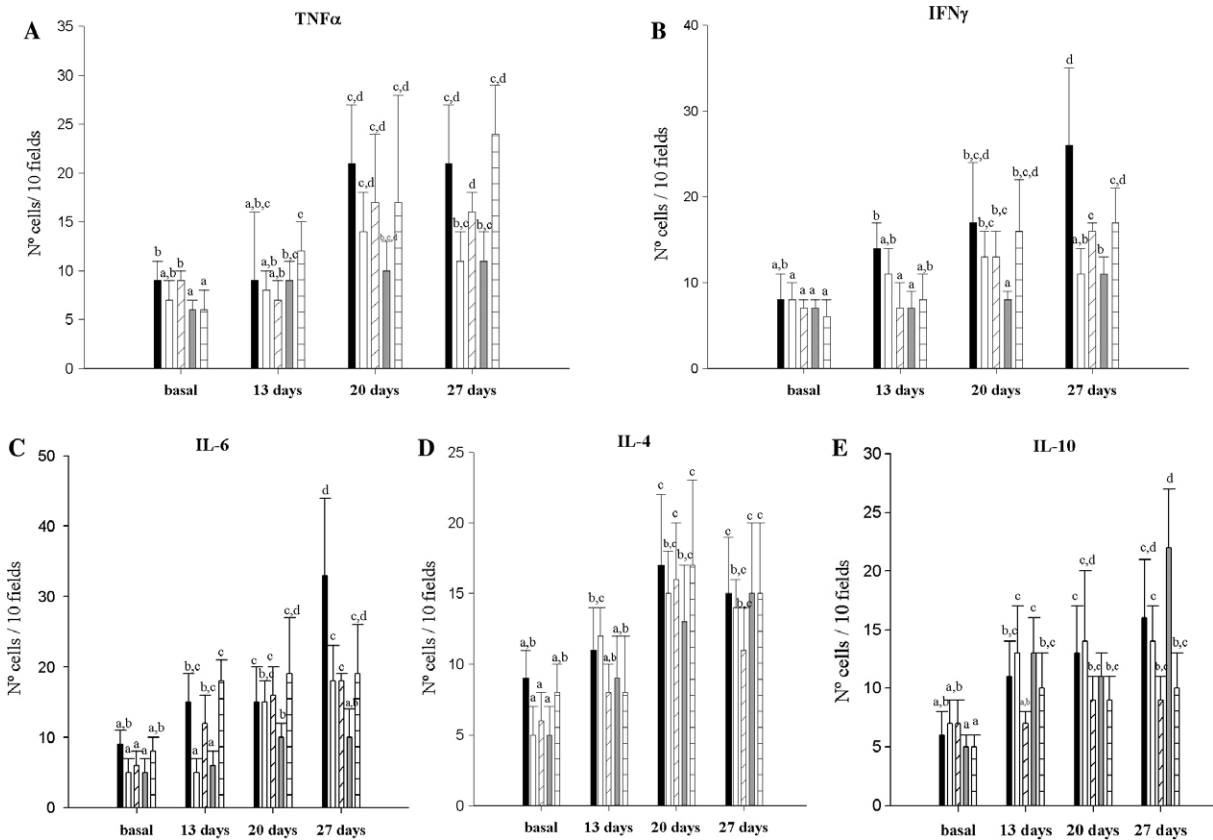 A
TNFα
Nº cells/ 10 fields
35
30
25
20
15
10
5
0
b
a,b
b
a
a
a,b,c
a,b
a,b
b,c
c
c,d
c,d
c,d
b,c,d
c,d
c,d
b,c
d
b,c
c,d
basal
13 days
20 days
27 days
B
IFNγ
Nº cells / 10 fields
40
30
20
10
0
a,b
a
a
a
a
b
a,b
a
a
a,b
b,c,d
b,c
b,c
a
b,c,d
d
a,b
c
b
c,d
basal
13 days
20 days
27 days
C
IL-6
Nº cells / 10 fields
50
40
30
20
10
0
a,b
a
a
a
a,b
b,c
a
b,c
a
c
c
b,c
c
b
c,d
d
c
c
a,b
c,d
basal
13 days
20 days
27 days
D
IL-4
Nº cells / 10 fields
25
20
15
10
5
0
a,b
a
a
a
a,b
b,c
b,c
a,b
c
a,b
c
b,c
c
b,c
c
c
b,c
b,c
c
c
basal
13 days
20 days
27 days
E
IL-10
Nº cells / 10 fields
30
25
20
15
10
5
0
a,b
a,b
a
a
b,c
c
a,b
c
b,c
c
c,d
b,c
b,c
c,d
c
b,c
d
b,c
basal
13 days
20 days
27 days